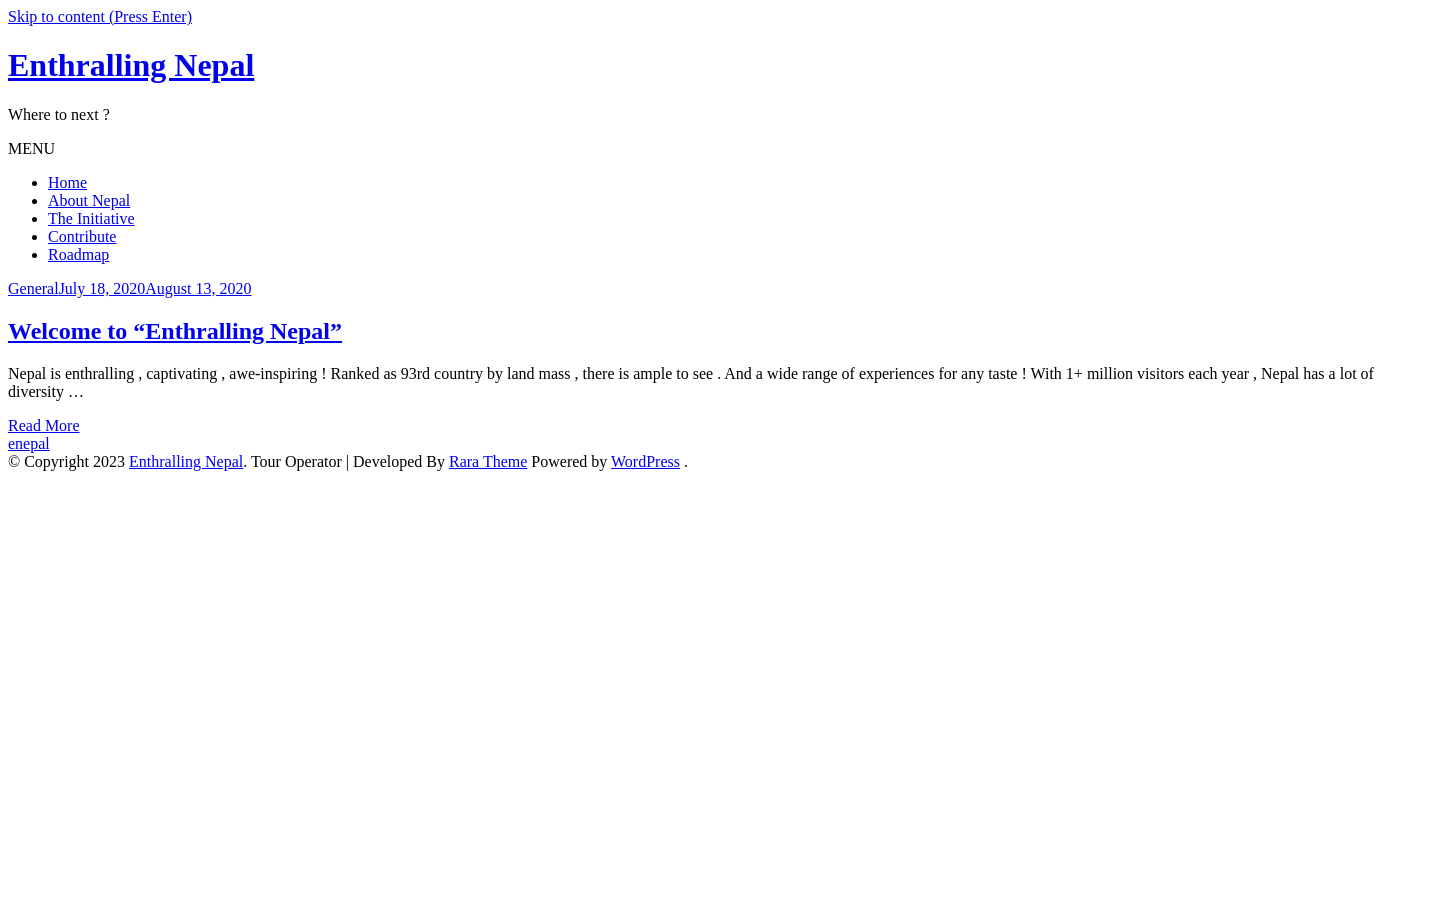 Skip to content (Press Enter)
Enthralling Nepal
Where to next ?
MENU
Home
About Nepal
The Initiative
Contribute
Roadmap
GeneralJuly 18, 2020August 13, 2020
Welcome to “Enthralling Nepal”
Nepal is enthralling , captivating , awe-inspiring ! Ranked as 93rd country by land mass , there is ample to see . And a wide range of experiences for any taste ! With 1+ million visitors each year , Nepal has a lot of
diversity …
Read More
enepal
© Copyright 2023 Enthralling Nepal. Tour Operator | Developed By Rara Theme Powered by WordPress .